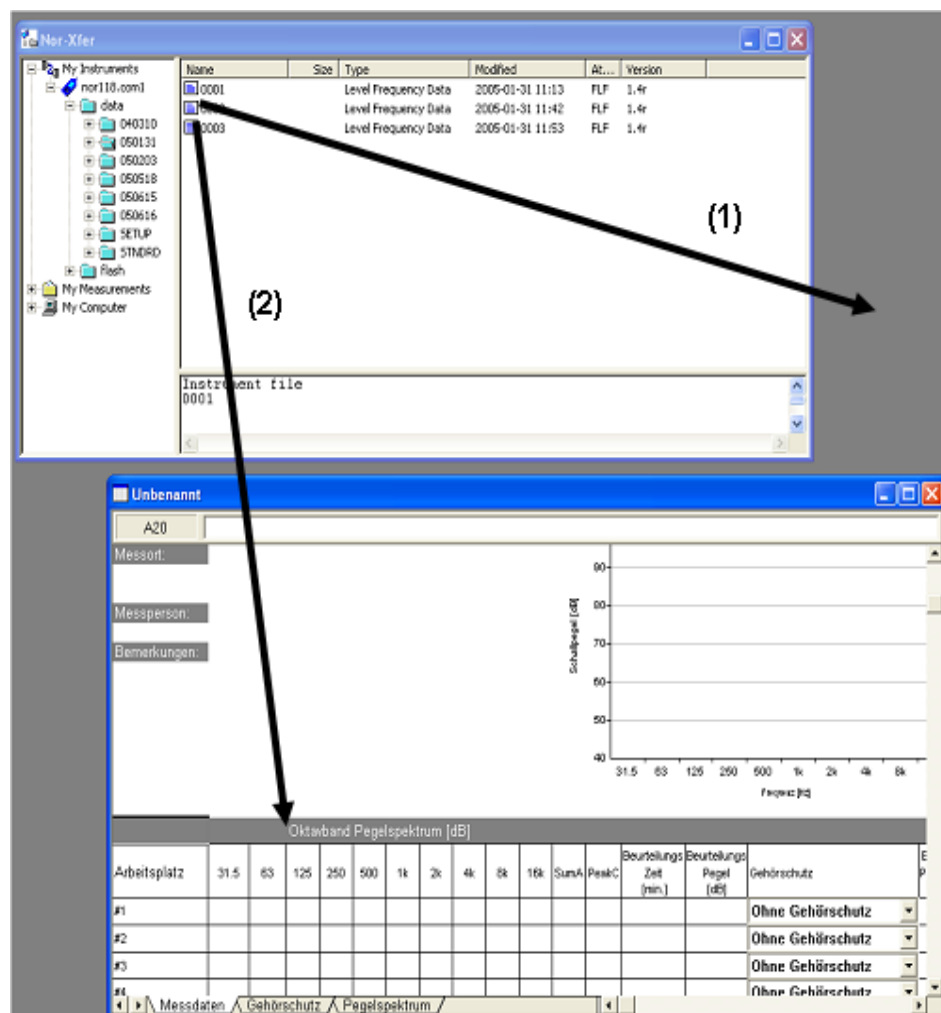 Nor-Xfer
My Instruments
nor118.com1
data
040310
050131
050203
050518
050615
050616
SETUP
STNDRD
flash
My Measurements
My Computer
Name Size Type Modified At... Version
0001 Level Frequency Data 2005-01-31 11:13 FLF 1.4r
Level Frequency Data 2005-01-31 11:42 FLF 1.4r
0003 Level Frequency Data 2005-01-31 11:53 FLF 1.4r
(1)
(2)
Instrument file
0001
Unbenannt
A20
Messort:
Messperson:
Bemerkungen:
Schallpegel [dB]
90
80
70
60
50
40
31.5 63 125 250 500 1k 2k 4k 8k
Oktavband Pegelspektrum [dB]
Arbeitsplatz 31.5 63 125 250 500 1k 2k 4k 8k 16k SumA PeakC Beurteilungs Zeit [min.] Beurteilungs Pegel [dB] Gehörschutz
#1 Ohne Gehörschutz
#2 Ohne Gehörschutz
#3 Ohne Gehörschutz
#4 Ohne Gehörschutz
Messdaten Gehörschutz Pegelspektrum